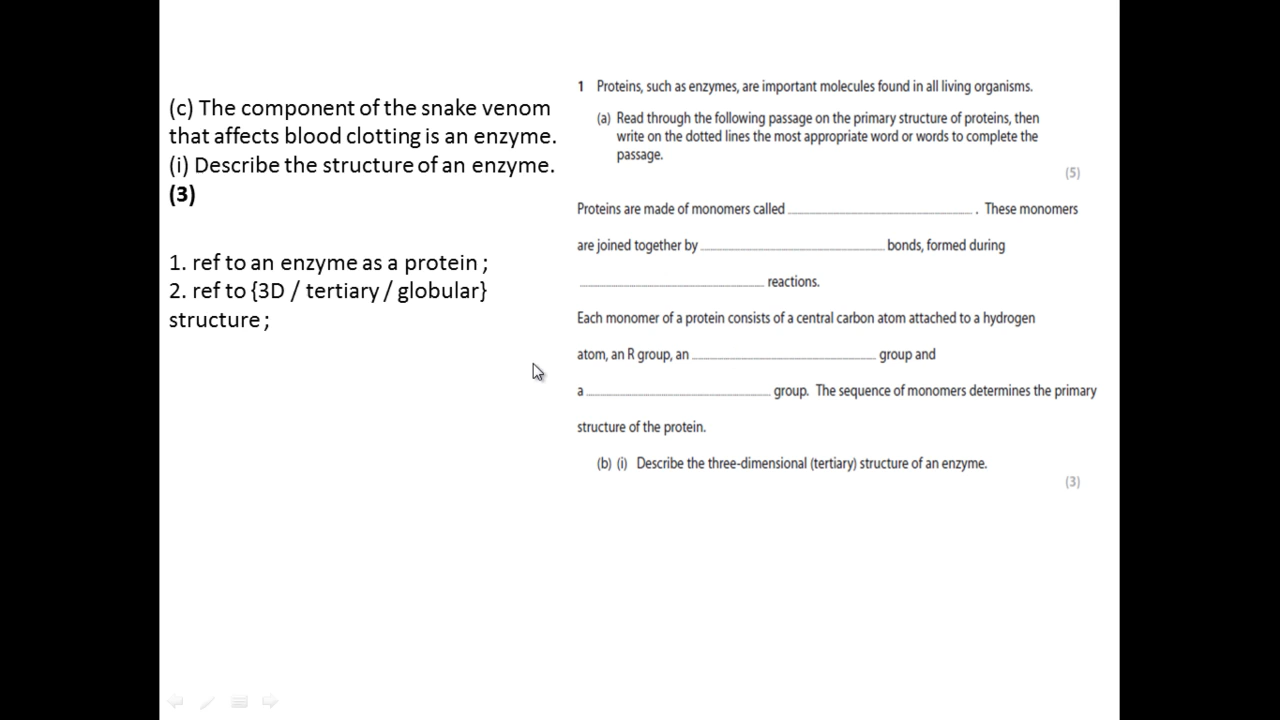 (c) The component of the snake venom
that affects blood clotting is an enzyme.
(i) Describe the structure of an enzyme.
(3)
1. ref to an enzyme as a protein ;
2. ref to {3D / tertiary / globular}
structure ;
1 Proteins, such as enzymes, are important molecules found in all living organisms.
(a) Read through the following passage on the primary structure of proteins, then
write on the dotted lines the most appropriate word or words to complete the
passage.
(5)
Proteins are made of monomers called ........................................ . These monomers
are joined together by ........................................ bonds, formed during
........................................ reactions.
Each monomer of a protein consists of a central carbon atom attached to a hydrogen
atom, an R group, an ........................................ group and
a ........................................ group. The sequence of monomers determines the primary
structure of the protein.
(b) (i) Describe the three-dimensional (tertiary) structure of an enzyme.
(3)